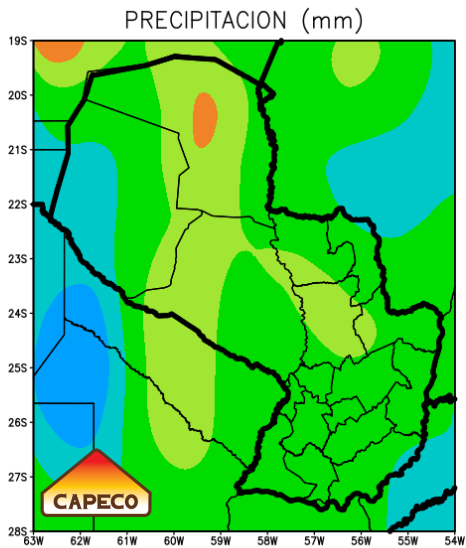 PRECIPITACION (mm)
19S
20S
21S
22S
23S
24S
25S
26S
27S
28S
CAPECO
63W 62W 61W 60W 59W 58W 57W 56W 55W 54W